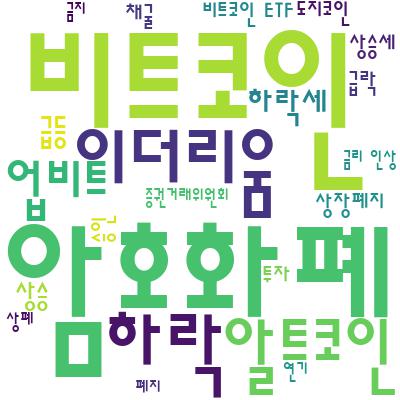 금지 채굴 비트코인 ETF 도지코인
비트코인 상승세
급락
하락세
급등 이더리움 금리 인상
업비트 증권거래위원회 상장폐지
승인
암호화폐
투자
상승
상폐 하락 알트코인
연기
폐지